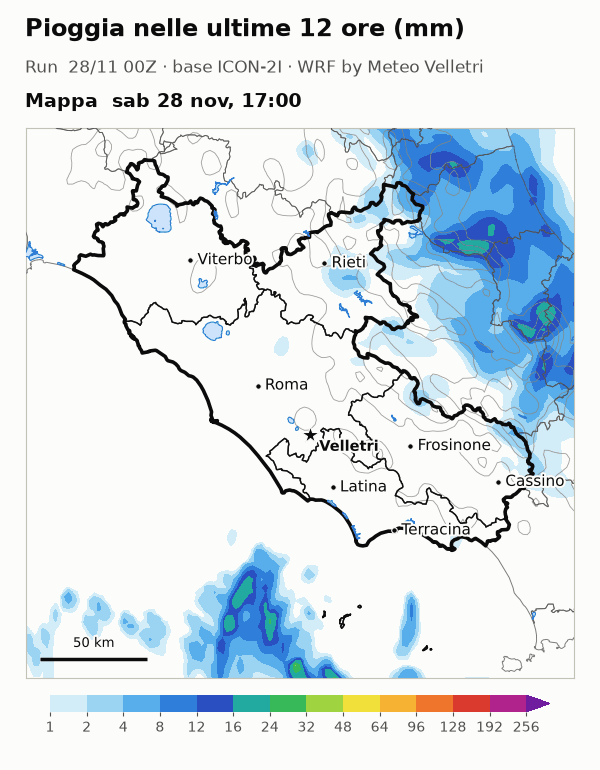 Pioggia nelle ultime 12 ore (mm)
Run  28/11 00Z · base ICON-2I · WRF by Meteo Velletri
Mappa  sab 28 nov, 17:00
Viterbo
Rieti
Roma
Velletri
Frosinone
Cassino
Latina
Terracina
50 km
1 2 4 8 12 16 24 32 48 64 96 128 192 256